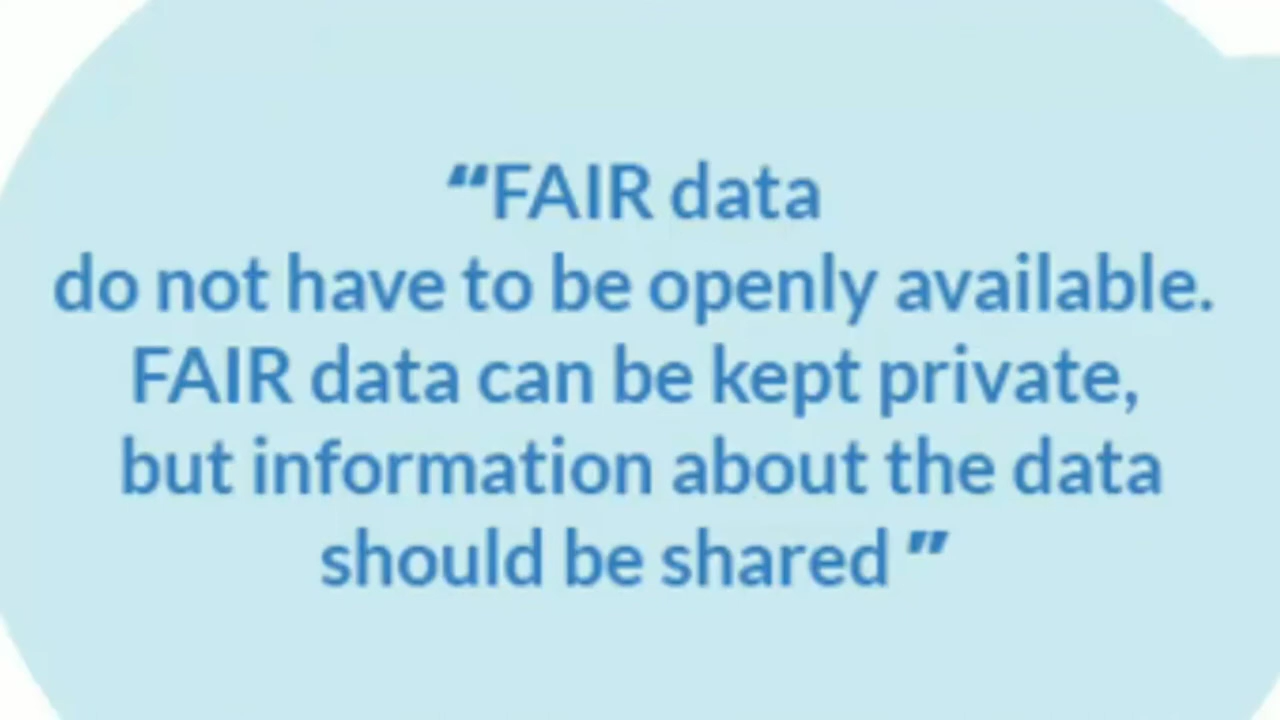 “FAIR data
do not have to be openly available.
FAIR data can be kept private,
but information about the data
should be shared ”